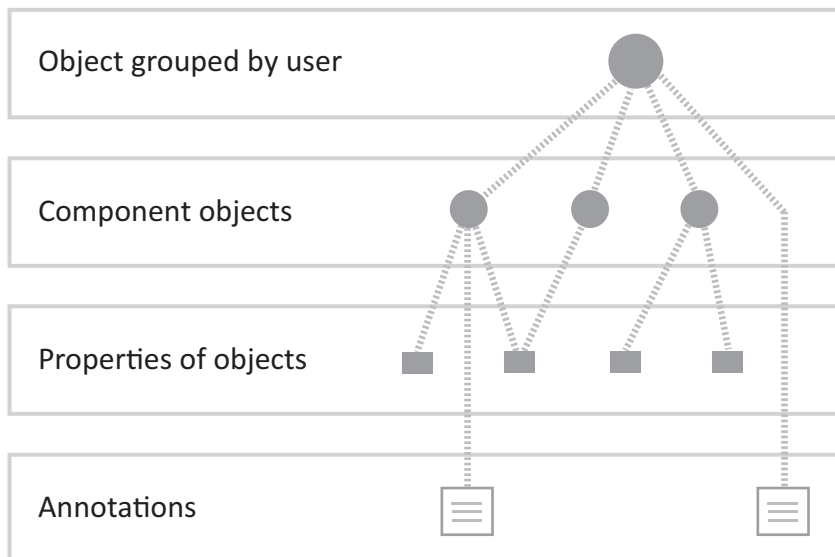 Object grouped by user
Component objects
Properties of objects
Annotations